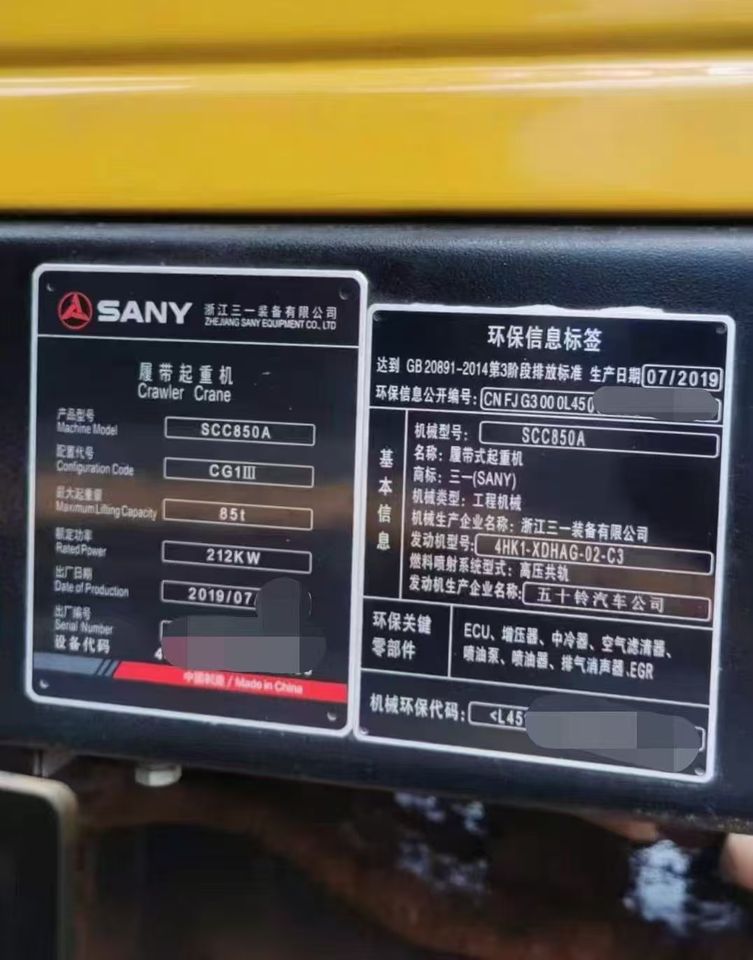 SANY 浙江三一装备有限公司
ZHEJIANG SANY EQUIPMENT CO., LTD
履带起重机
Crawler Crane
产品型号
Machine Model
SCC850A
配置代号
Configuration Code
CG1Ⅲ
最大起重量
Maximum Lifting Capacity
85t
额定功率
Rated Power
212KW
出厂日期
Date of Production
2019/07
出厂编号
Serial Number
设备代码
4
中国制造 / Made in China
环保信息标签
达到 GB 20891-2014第3阶段排放标准 生产日期 07/2019
环保信息公开编号: CN FJ G3 00 0L450
基本信息
机械型号: SCC850A
名称: 履带式起重机
商标: 三一(SANY)
机械类型: 工程机械
机械生产企业名称: 浙江三一装备有限公司
发动机型号: 4HK1-XDHAG-02-C3
燃料喷射系统型式: 高压共轨
发动机生产企业名称: 五十铃汽车公司
环保关键
零部件
ECU、增压器、中冷器、空气滤清器、
喷油泵、喷油器、排气消声器、EGR
机械环保代码: <L45